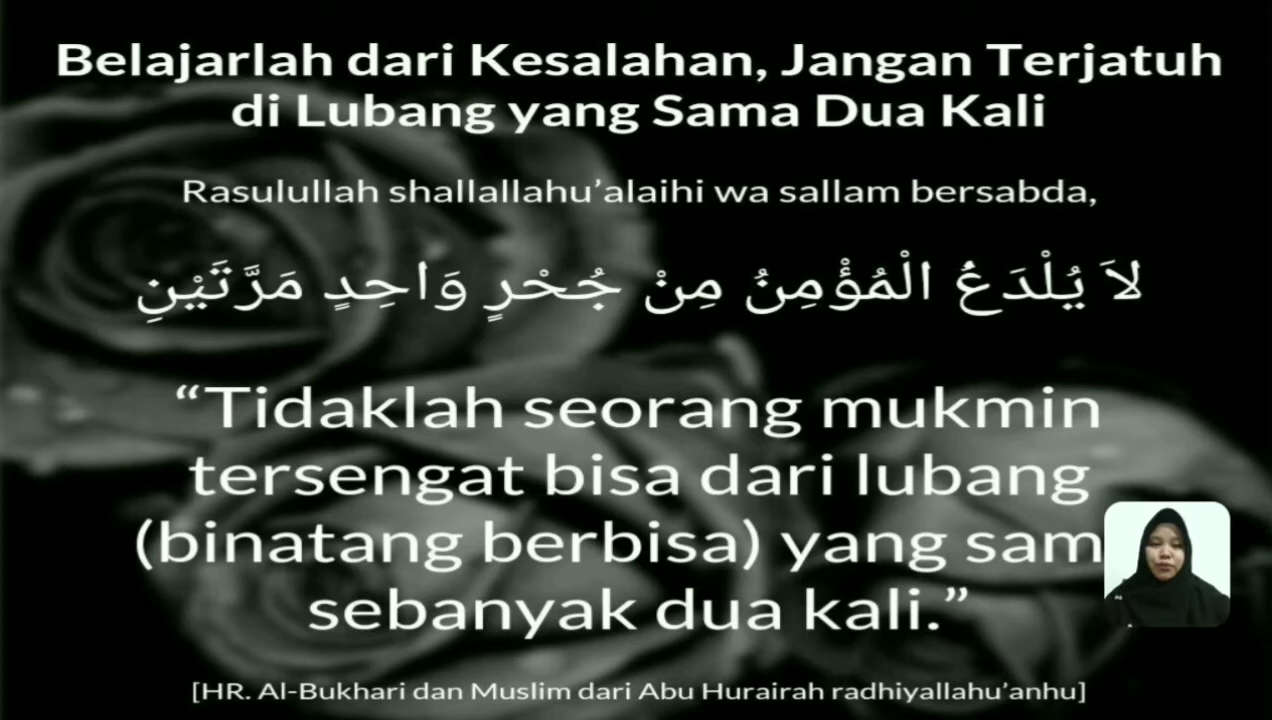 Belajarlah dari Kesalahan, Jangan Terjatuh
di Lubang yang Sama Dua Kali
Rasulullah shallallahu’alaihi wa sallam bersabda,
لاَ يُلْدَغُ الْمُؤْمِنُ مِنْ جُحْرٍ وَاحِدٍ مَرَّتَيْنِ
“Tidaklah seorang mukmin
tersengat bisa dari lubang
(binatang berbisa) yang sam
sebanyak dua kali.”
[HR. Al-Bukhari dan Muslim dari Abu Hurairah radhiyallahu’anhu]